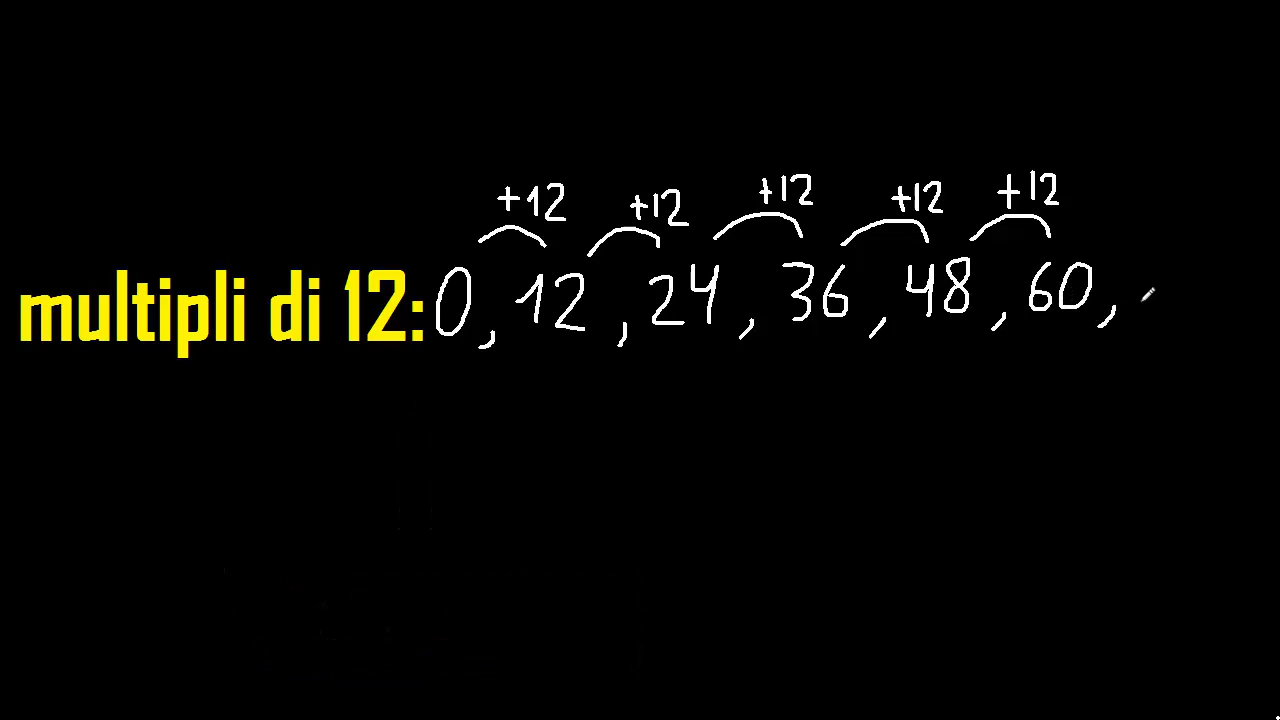 +12 +12 +12 +12 +12
multipli di 12: 0, 12, 24, 36, 48, 60,